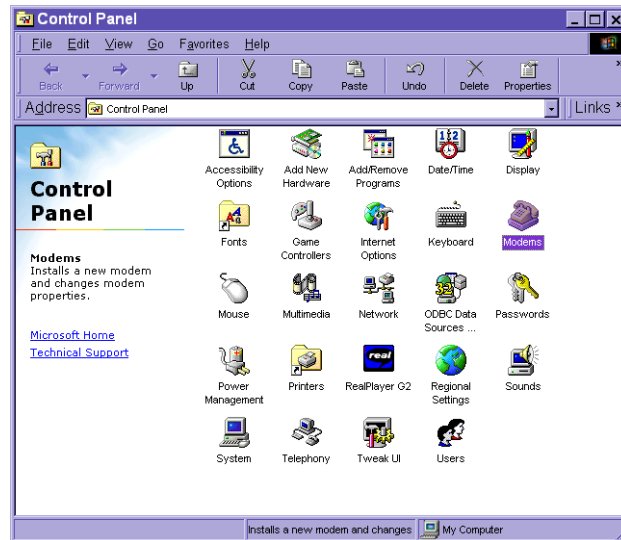 Control Panel
File Edit View Go Favorites Help
Back Forward Up Cut Copy Paste Undo Delete Properties
Address Control Panel Links
Control
Panel
Modems
Installs a new modem
and changes modem
properties.
Microsoft Home
Technical Support
Accessibility
Options
Add New
Hardware
Add/Remove
Programs
Date/Time
Display
Fonts
Game
Controllers
Internet
Options
Keyboard
Modems
Mouse
Multimedia
Network
ODBC Data
Sources ...
Passwords
Power
Management
Printers
real
RealPlayer G2
Regional
Settings
Sounds
System
Telephony
Tweak UI
Users
Installs a new modem and changes My Computer